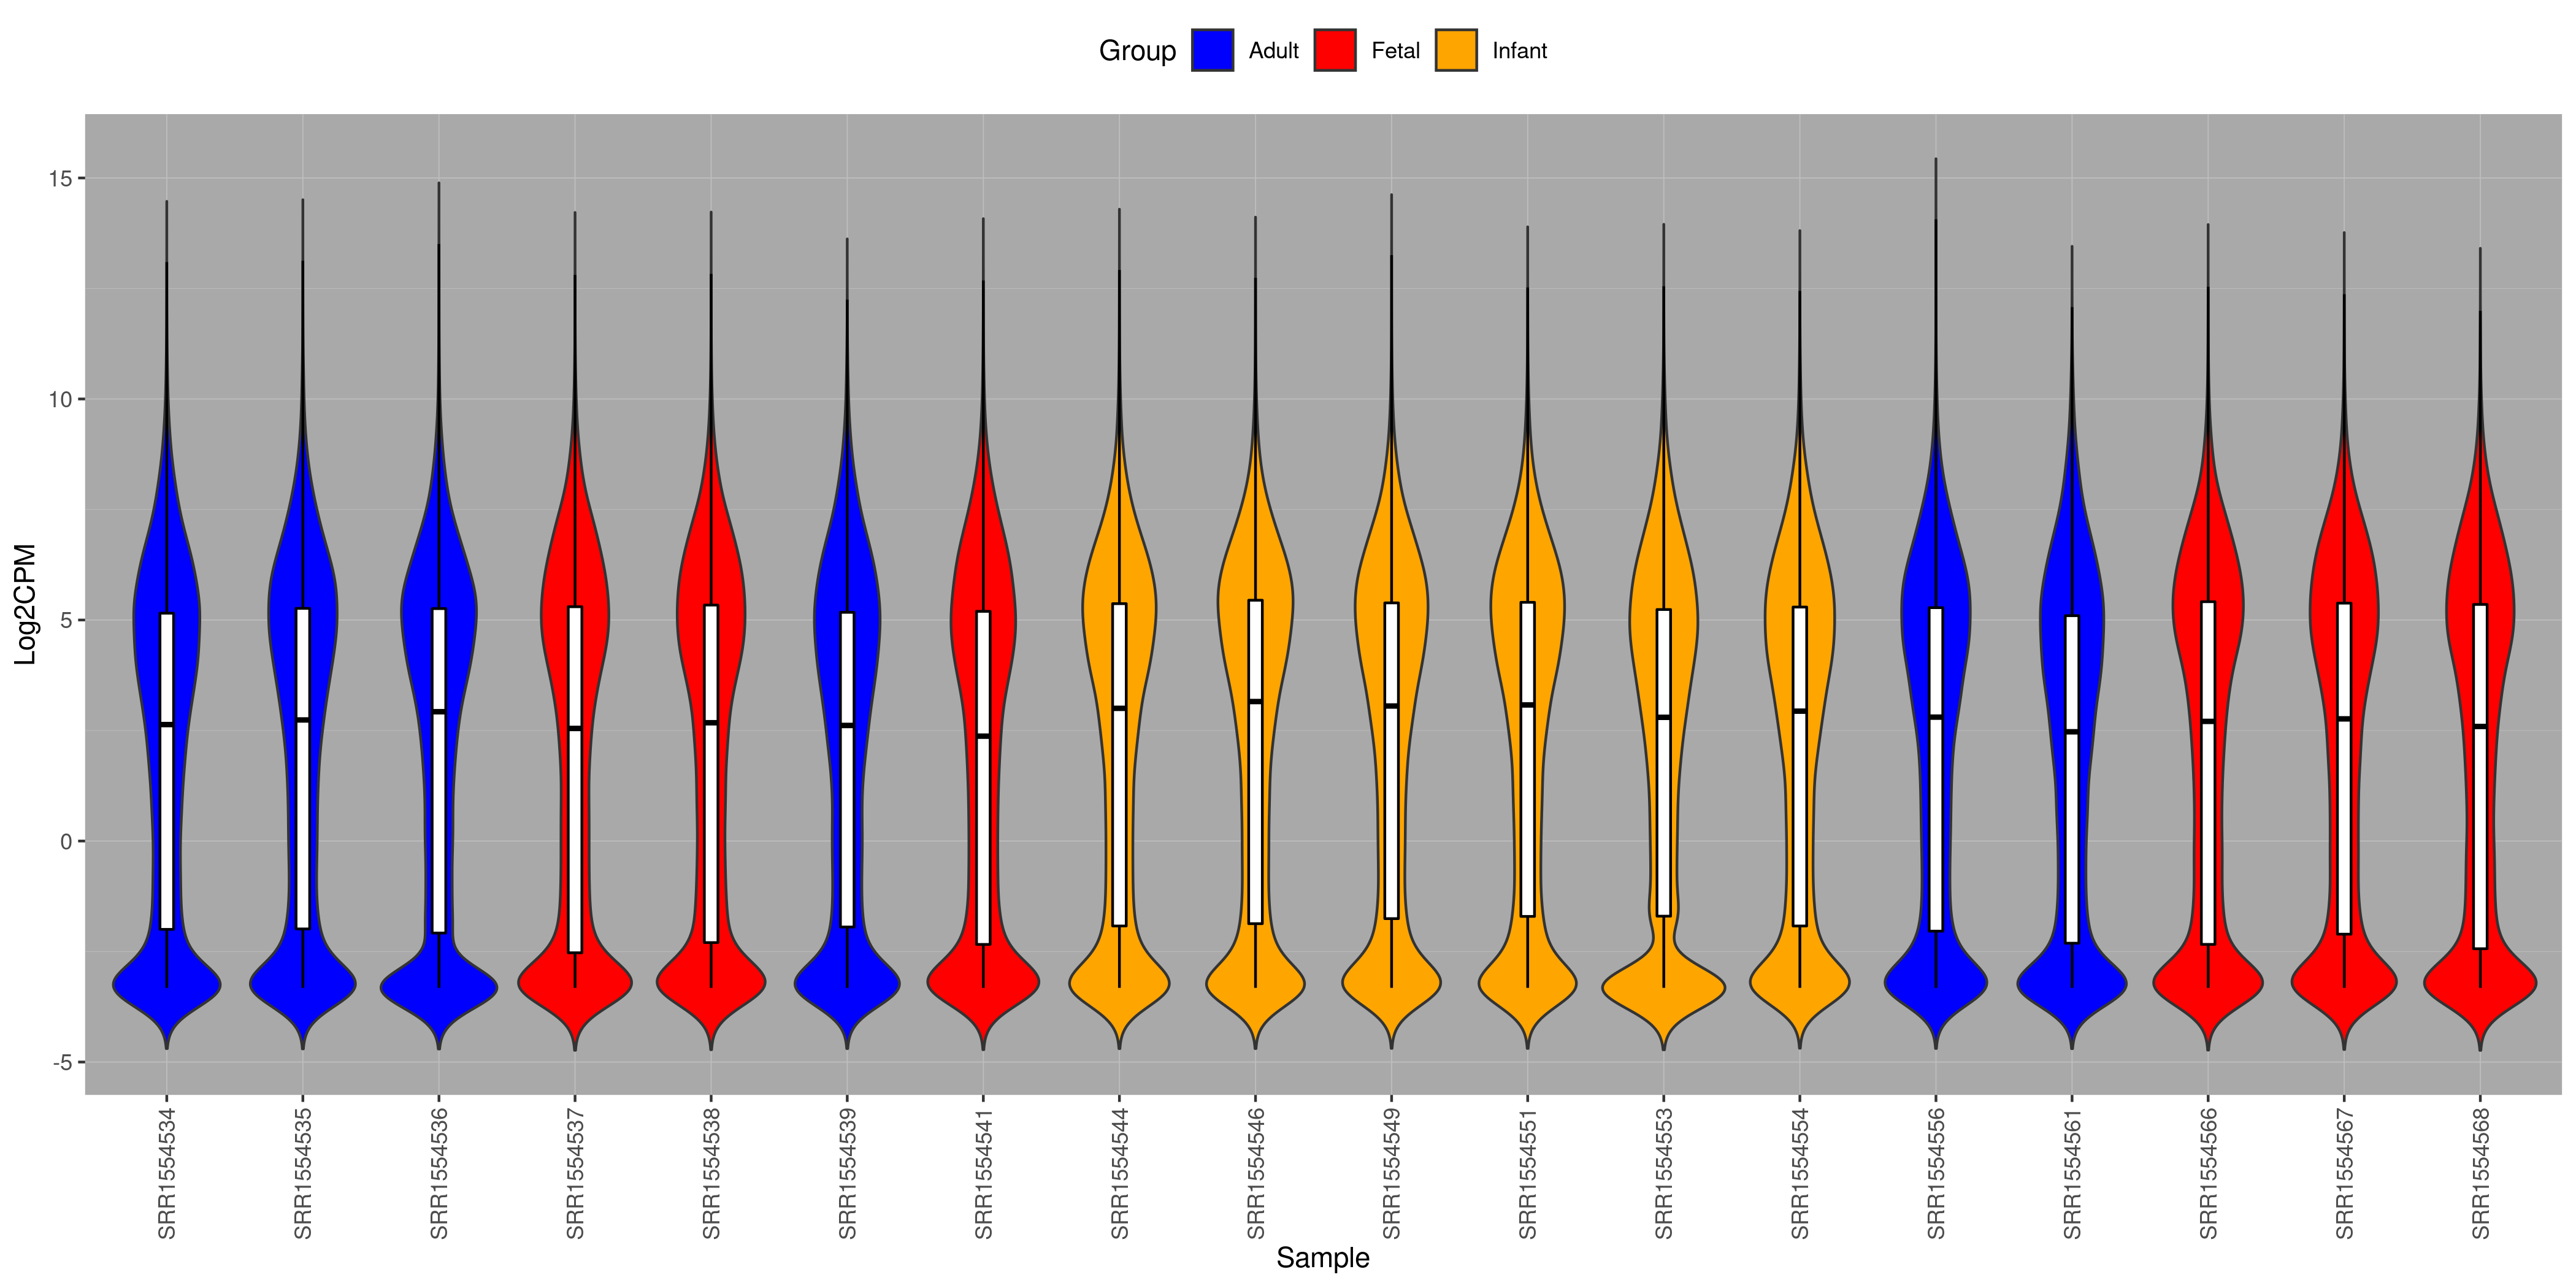 Group Adult Fetal Infant
15
10
5
0
-5
Log2CPM
SRR1554534
SRR1554535
SRR1554536
SRR1554537
SRR1554538
SRR1554539
SRR1554541
SRR1554544
SRR1554546
SRR1554549
SRR1554551
SRR1554553
SRR1554554
SRR1554556
SRR1554561
SRR1554566
SRR1554567
SRR1554568
Sample